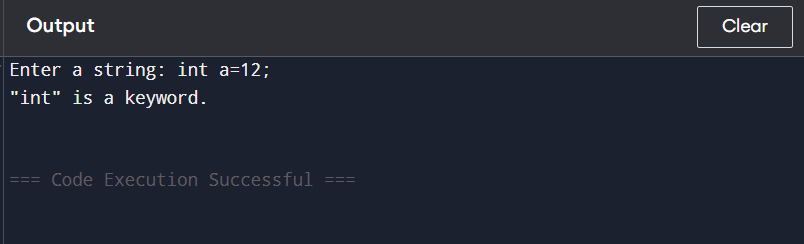 Output
Clear
Enter a string: int a=12;
"int" is a keyword.
=== Code Execution Successful ===